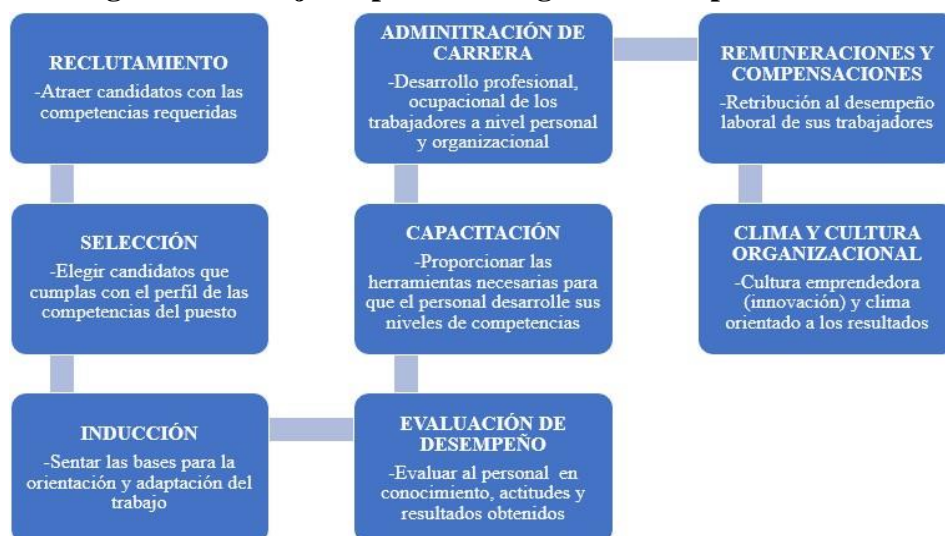 RECLUTAMIENTO
-Atraer candidatos con las
competencias requeridas
SELECCIÓN
-Elegir candidatos que
cumplas con el perfil de las
competencias del puesto
INDUCCIÓN
-Sentar las bases para la
orientación y adaptación del
trabajo
EVALUACIÓN DE
DESEMPEÑO
-Evaluar al personal en
conocimiento, actitudes y
resultados obtenidos
CAPACITACIÓN
-Proporcionar las
herramientas necesarias para
que el personal desarrolle sus
niveles de competencias
ADMINITRACIÓN DE
CARRERA
-Desarrollo profesional,
ocupacional de los
trabajadores a nivel personal
y organizacional
REMUNERACIONES Y
COMPENSACIONES
-Retribución al desempeño
laboral de sus trabajadores
CLIMA Y CULTURA
ORGANIZACIONAL
-Cultura emprendedora
(innovación) y clima
orientado a los resultados